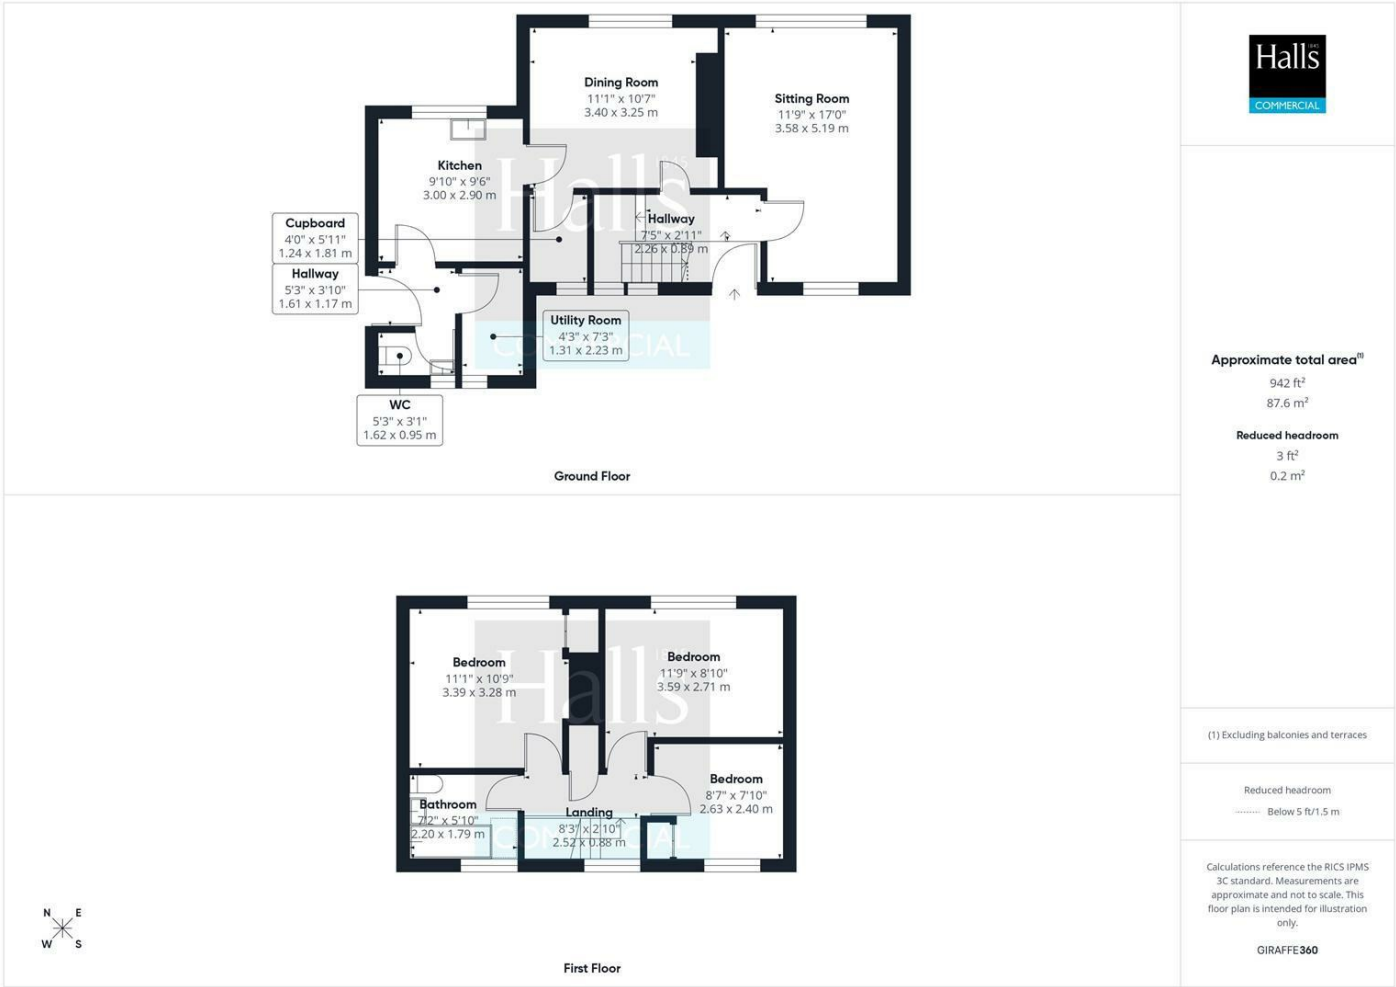 Dining Room
11'1" x 10'7"
3.40 x 3.25 m
Sitting Room
11'9" x 17'0"
3.58 x 5.19 m
Kitchen
9'10" x 9'6"
3.00 x 2.90 m
Cupboard
4'0" x 5'11"
1.24 x 1.81 m
Hallway
7'5" x 2'11"
2.26 x 0.89 m
Hallway
5'3" x 3'10"
1.61 x 1.17 m
Utility Room
4'3" x 7'3"
1.31 x 2.23 m
WC
5'3" x 3'1"
1.62 x 0.95 m
Halls 1845
COMMERCIAL
Ground Floor
Bedroom
11'1" x 10'9"
3.39 x 3.28 m
Bedroom
11'9" x 8'10"
3.59 x 2.71 m
Bedroom
8'7" x 7'10"
2.63 x 2.40 m
Bathroom
7'2" x 5'10"
2.20 x 1.79 m
Landing
8'3" x 2'10"
2.52 x 0.88 m
Halls 1845
COMMERCIAL
N E
W S
First Floor
Halls 1845
COMMERCIAL
Approximate total area(1)
942 ft²
87.6 m²
Reduced headroom
3 ft²
0.2 m²
(1) Excluding balconies and terraces
Reduced headroom
Below 5 ft/1.5 m
Calculations reference the RICS IPMS
3C standard. Measurements are
approximate and not to scale. This
floor plan is intended for illustration
only.
GIRAFFE360